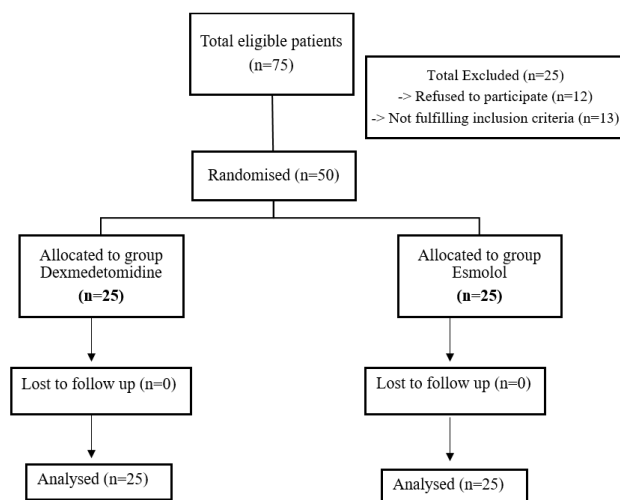 Total eligible patients
(n=75)
Total Excluded (n=25)
-> Refused to participate (n=12)
-> Not fulfilling inclusion criteria (n=13)
Randomised (n=50)
Allocated to group
Dexmedetomidine
(n=25)
Allocated to group
Esmolol
(n=25)
Lost to follow up (n=0)
Lost to follow up (n=0)
Analysed (n=25)
Analysed (n=25)